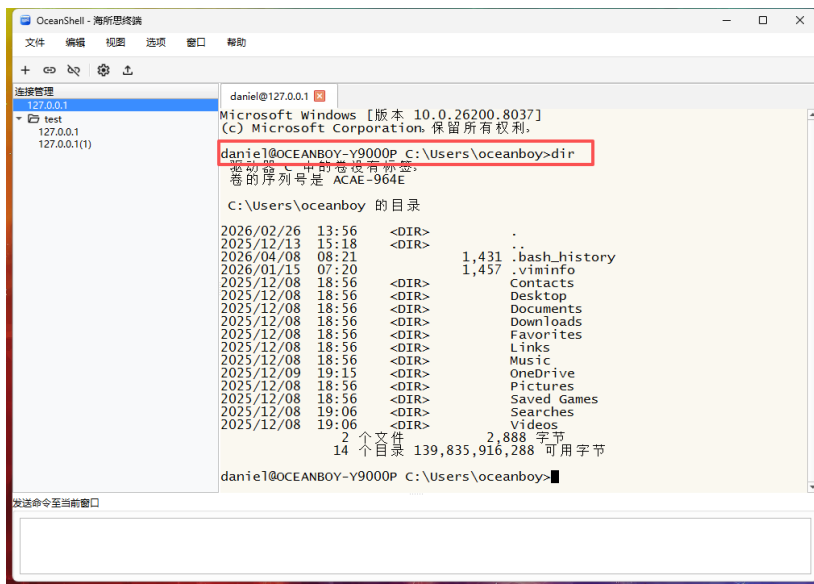 OceanShell - 海所思终端
文件 编辑 视图 选项 窗口 帮助
连接管理
127.0.0.1
test
127.0.0.1
127.0.0.1(1)
daniel@127.0.0.1
Microsoft Windows [版本 10.0.26200.8037]
(c) Microsoft Corporation。保留所有权利。
daniel@OCEANBOY-Y9000P C:\Users\oceanboy>dir
驱动器 C 中的卷没有标签。
卷的序列号是 ACAE-964E
C:\Users\oceanboy 的目录
2026/02/26 13:56 <DIR> .
2025/12/13 15:18 <DIR> ..
2026/04/08 08:21 1,431 .bash_history
2026/01/15 07:20 1,457 .viminfo
2025/12/08 18:56 <DIR> Contacts
2025/12/08 18:56 <DIR> Desktop
2025/12/08 18:56 <DIR> Documents
2025/12/08 18:56 <DIR> Downloads
2025/12/08 18:56 <DIR> Favorites
2025/12/08 18:56 <DIR> Links
2025/12/08 18:56 <DIR> Music
2025/12/09 19:15 <DIR> OneDrive
2025/12/08 18:56 <DIR> Pictures
2025/12/08 18:56 <DIR> Saved Games
2025/12/08 19:06 <DIR> Searches
2025/12/08 19:06 <DIR> Videos
2 个文件 2,888 字节
14 个目录 139,835,916,288 可用字节
daniel@OCEANBOY-Y9000P C:\Users\oceanboy>
发送命令至当前窗口